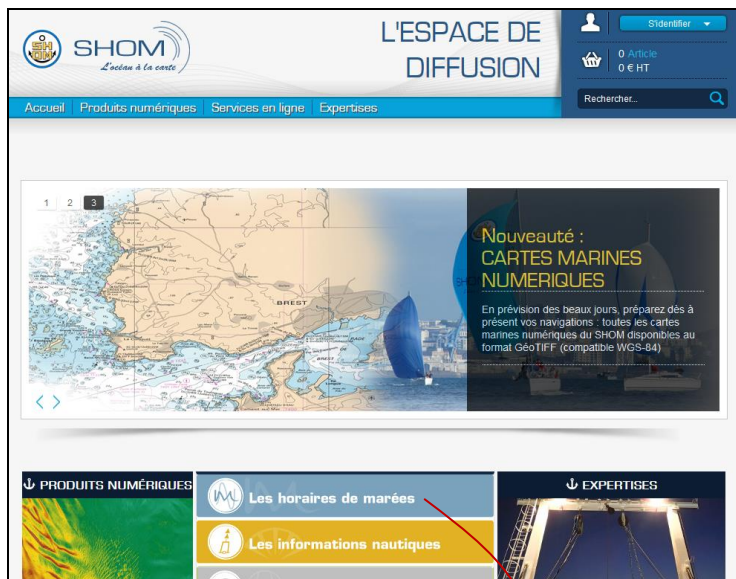 SH
OM
SHOM
L'océan à la carte
L'ESPACE DE
DIFFUSION
S'identifier
0 Article
0 € HT
Rechercher...
Accueil
Produits numériques
Services en ligne
Expertises
1 2 3
BREST
Nouveauté :
CARTES MARINES
NUMERIQUES
En prévision des beaux jours, préparez dès à
présent vos navigations : toutes les cartes
marines numériques du SHOM disponibles au
format GéoTIFF (compatible WGS-84)
PRODUITS NUMÉRIQUES
Les horaires de marées
Les informations nautiques
EXPERTISES